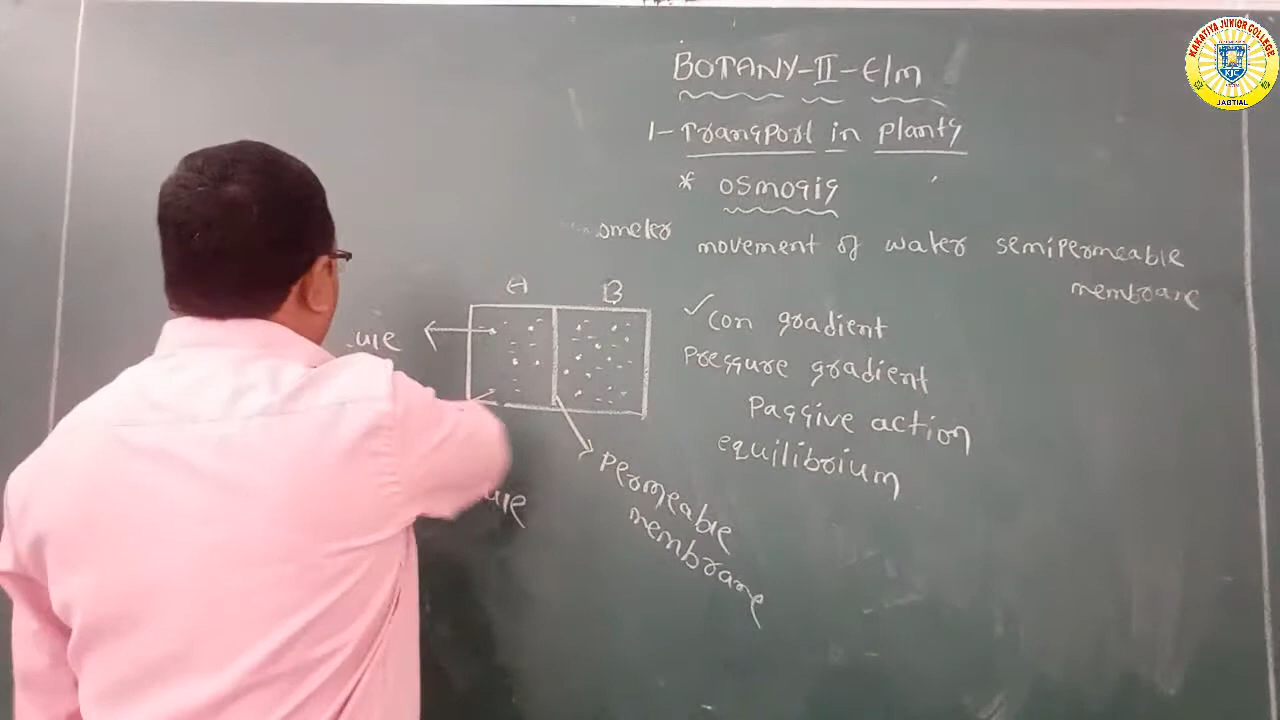 BOTANY-II-E/m
1- Transport in plants
* osmosis
movement of water semipermeable
membrane
A B
✓ con gradient
pressure gradient
passive action
equilibrium
permeable
membrane
KAKATIYA JUNIOR COLLEGE
KJC
JAGTIAL